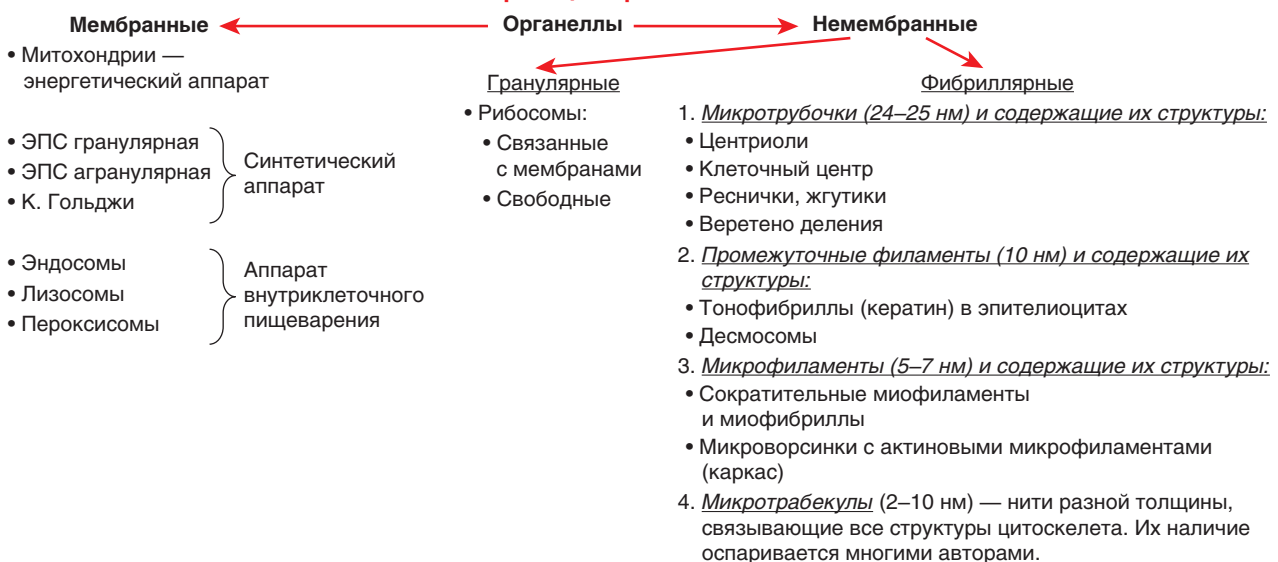 Мембранные
Органеллы
Немембранные
• Митохондрии —
энергетический аппарат
• ЭПС гранулярная
• ЭПС агранулярная
• К. Гольджи
Синтетический
аппарат
• Эндосомы
• Лизосомы
• Пероксисомы
Аппарат
внутриклеточного
пищеварения
Гранулярные
• Рибосомы:
• Связанные
с мембранами
• Свободные
Фибриллярные
1. Микротрубочки (24–25 нм) и содержащие их структуры:
• Центриоли
• Клеточный центр
• Реснички, жгутики
• Веретено деления
2. Промежуточные филаменты (10 нм) и содержащие их
структуры:
• Тонофибриллы (кератин) в эпителиоцитах
• Десмосомы
3. Микрофиламенты (5–7 нм) и содержащие их структуры:
• Сократительные миофиламенты
и миофибриллы
• Микроворсинки с актиновыми микрофиламентами
(каркас)
4. Микротрабекулы (2–10 нм) — нити разной толщины,
связывающие все структуры цитоскелета. Их наличие
оспаривается многими авторами.